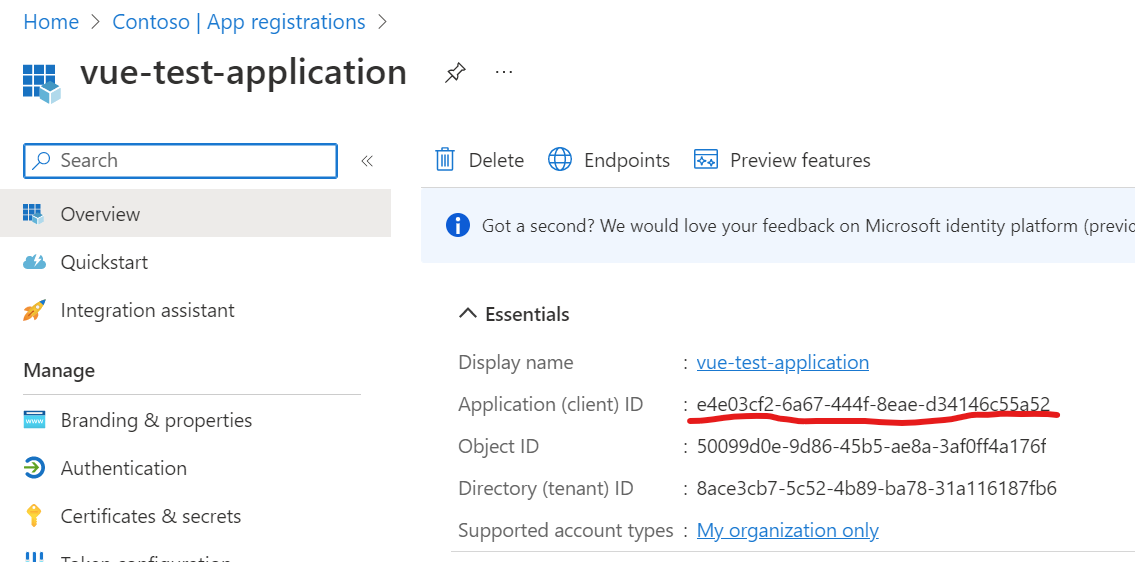 Home > Contoso | App registrations >
vue-test-application ...
Search «
Delete Endpoints Preview features
Overview
Got a second? We would love your feedback on Microsoft identity platform (previo
Quickstart
Integration assistant
Essentials
Manage
Display name : vue-test-application
Application (client) ID : e4e03cf2-6a67-444f-8eae-d34146c55a52
Branding & properties
Object ID : 50099d0e-9d86-45b5-ae8a-3af0ff4a176f
Authentication
Directory (tenant) ID : 8ace3cb7-5c52-4b89-ba78-31a116187fb6
Certificates & secrets
Supported account types : My organization only
Token configuration